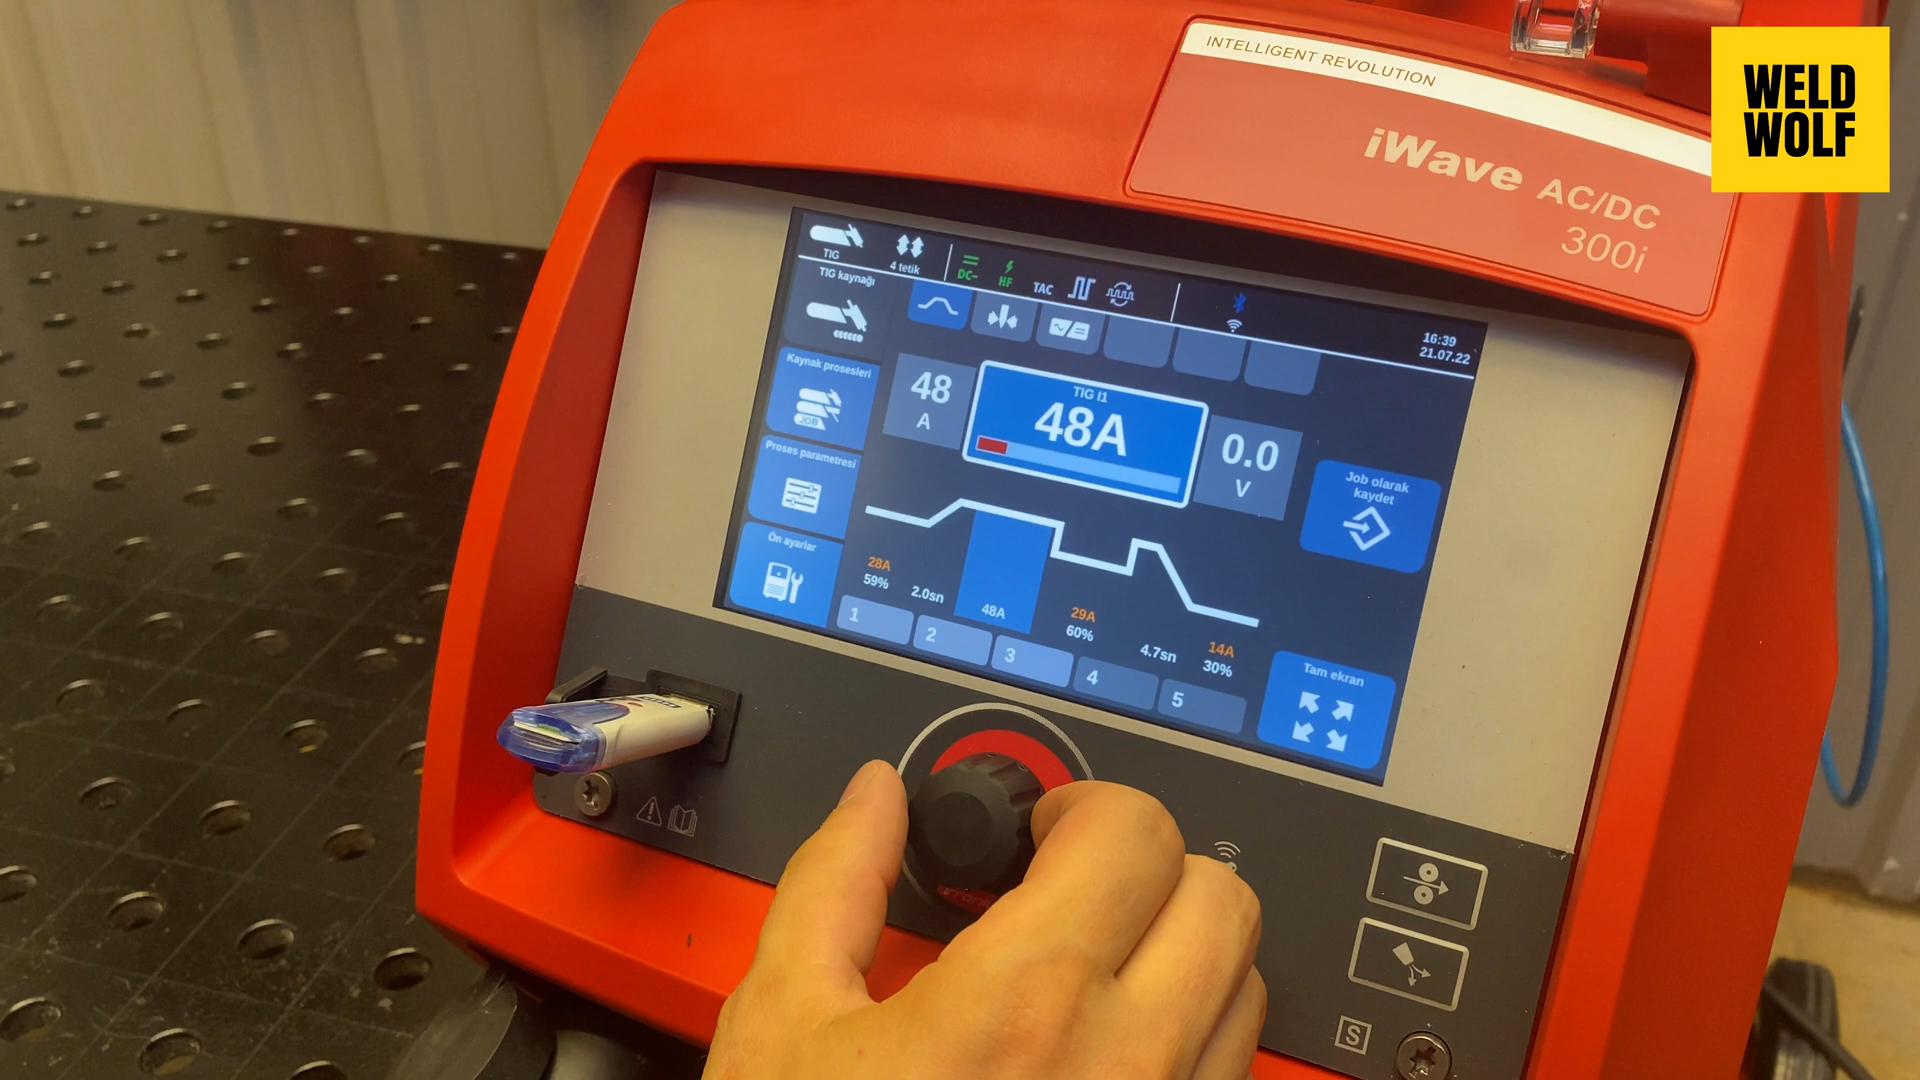 INTELLIGENT REVOLUTION
WELD
WOLF
iWave AC/DC
300i
TIG
4 tetik
DC-
HF
TAC
16:39
21.07.22
TIG kaynağı
Kaynak prosesleri
JOB
Proses parametresi
Ön ayarlar
48
A
TIG I1
48A
0.0
V
Job olarak
kaydet
28A
59%
2.0sn
48A
29A
60%
4.7sn
14A
30%
1
2
3
4
5
Tam ekran
S